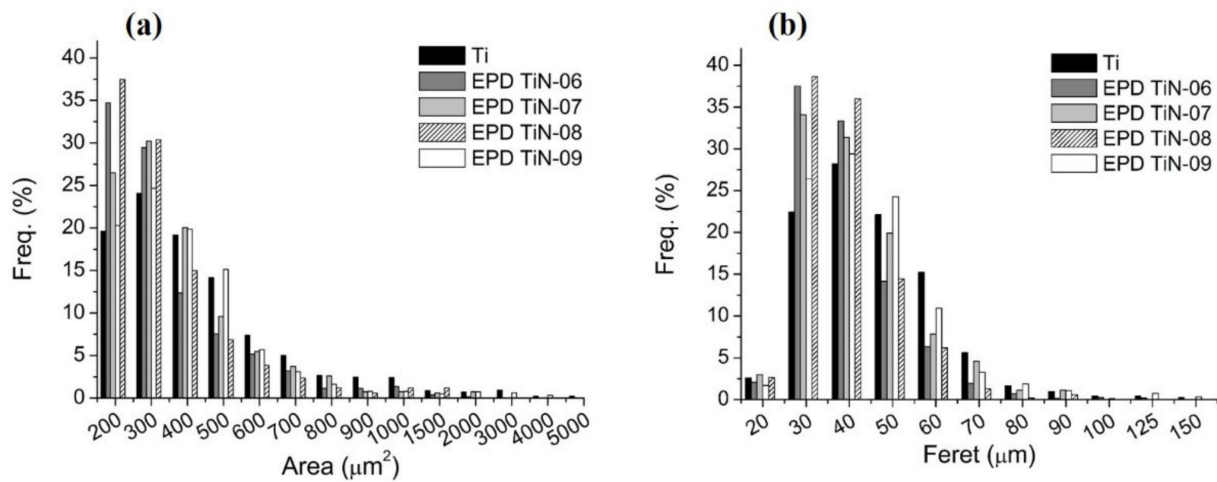 (a)
Freq. (%)
40
35
30
25
20
15
10
5
0
Ti
EPD TiN-06
EPD TiN-07
EPD TiN-08
EPD TiN-09
200 300 400 500 600 700 800 900 1000 1500 2000 3000 4000 5000
Area (μm²)
(b)
Freq. (%)
40
35
30
25
20
15
10
5
0
Ti
EPD TiN-06
EPD TiN-07
EPD TiN-08
EPD TiN-09
20 30 40 50 60 70 80 90 100 125 150
Feret (μm)